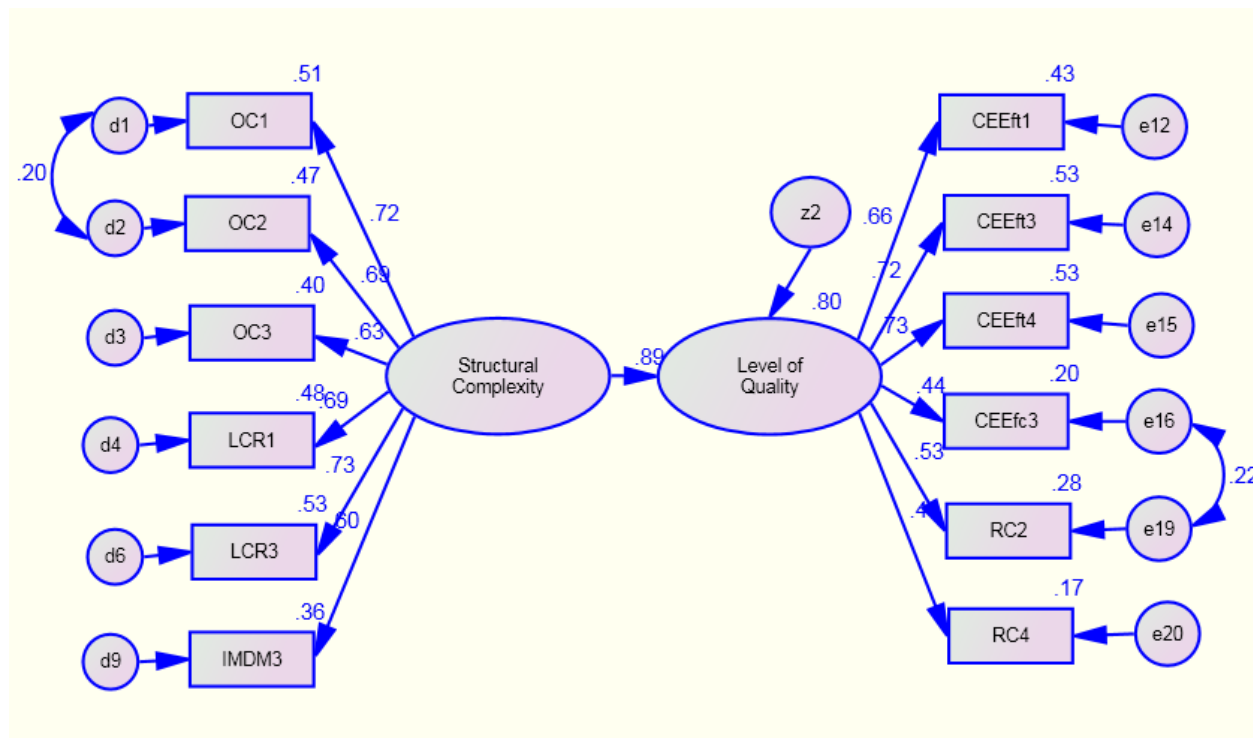 .51
d1
OC1
.20
.47
d2
OC2
.72
.69
.40
d3
OC3
.63
.48
.69
d4
LCR1
.73
.53
d6
LCR3
.60
.36
d9
IMDM3
Structural
Complexity
.89
z2
.80
Level of
Quality
.43
CEEft1
e12
.66
.53
CEEft3
e14
.72
.53
CEEft4
e15
.73
.20
CEEfc3
e16
.44
.22
.53
.28
RC2
e19
.17
RC4
e20